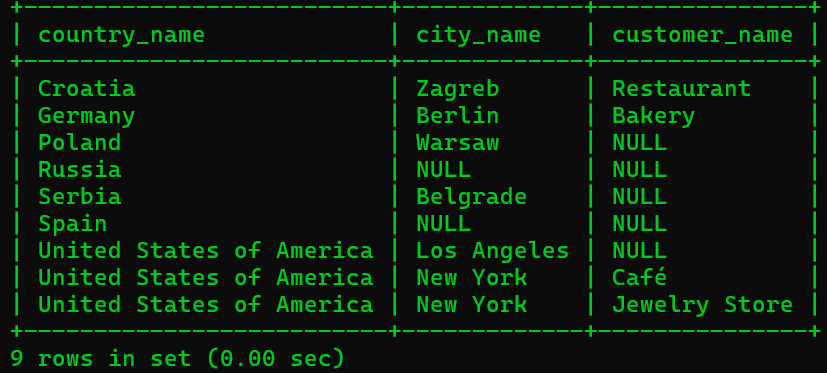 +--------------------------+--------------+---------------+
| country_name             | city_name    | customer_name |
+--------------------------+--------------+---------------+
| Croatia                  | Zagreb       | Restaurant    |
| Germany                  | Berlin       | Bakery        |
| Poland                   | Warsaw       | NULL          |
| Russia                   | NULL         | NULL          |
| Serbia                   | Belgrade     | NULL          |
| Spain                    | NULL         | NULL          |
| United States of America | Los Angeles  | NULL          |
| United States of America | New York     | Café          |
| United States of America | New York     | Jewelry Store |
+--------------------------+--------------+---------------+
9 rows in set (0.00 sec)